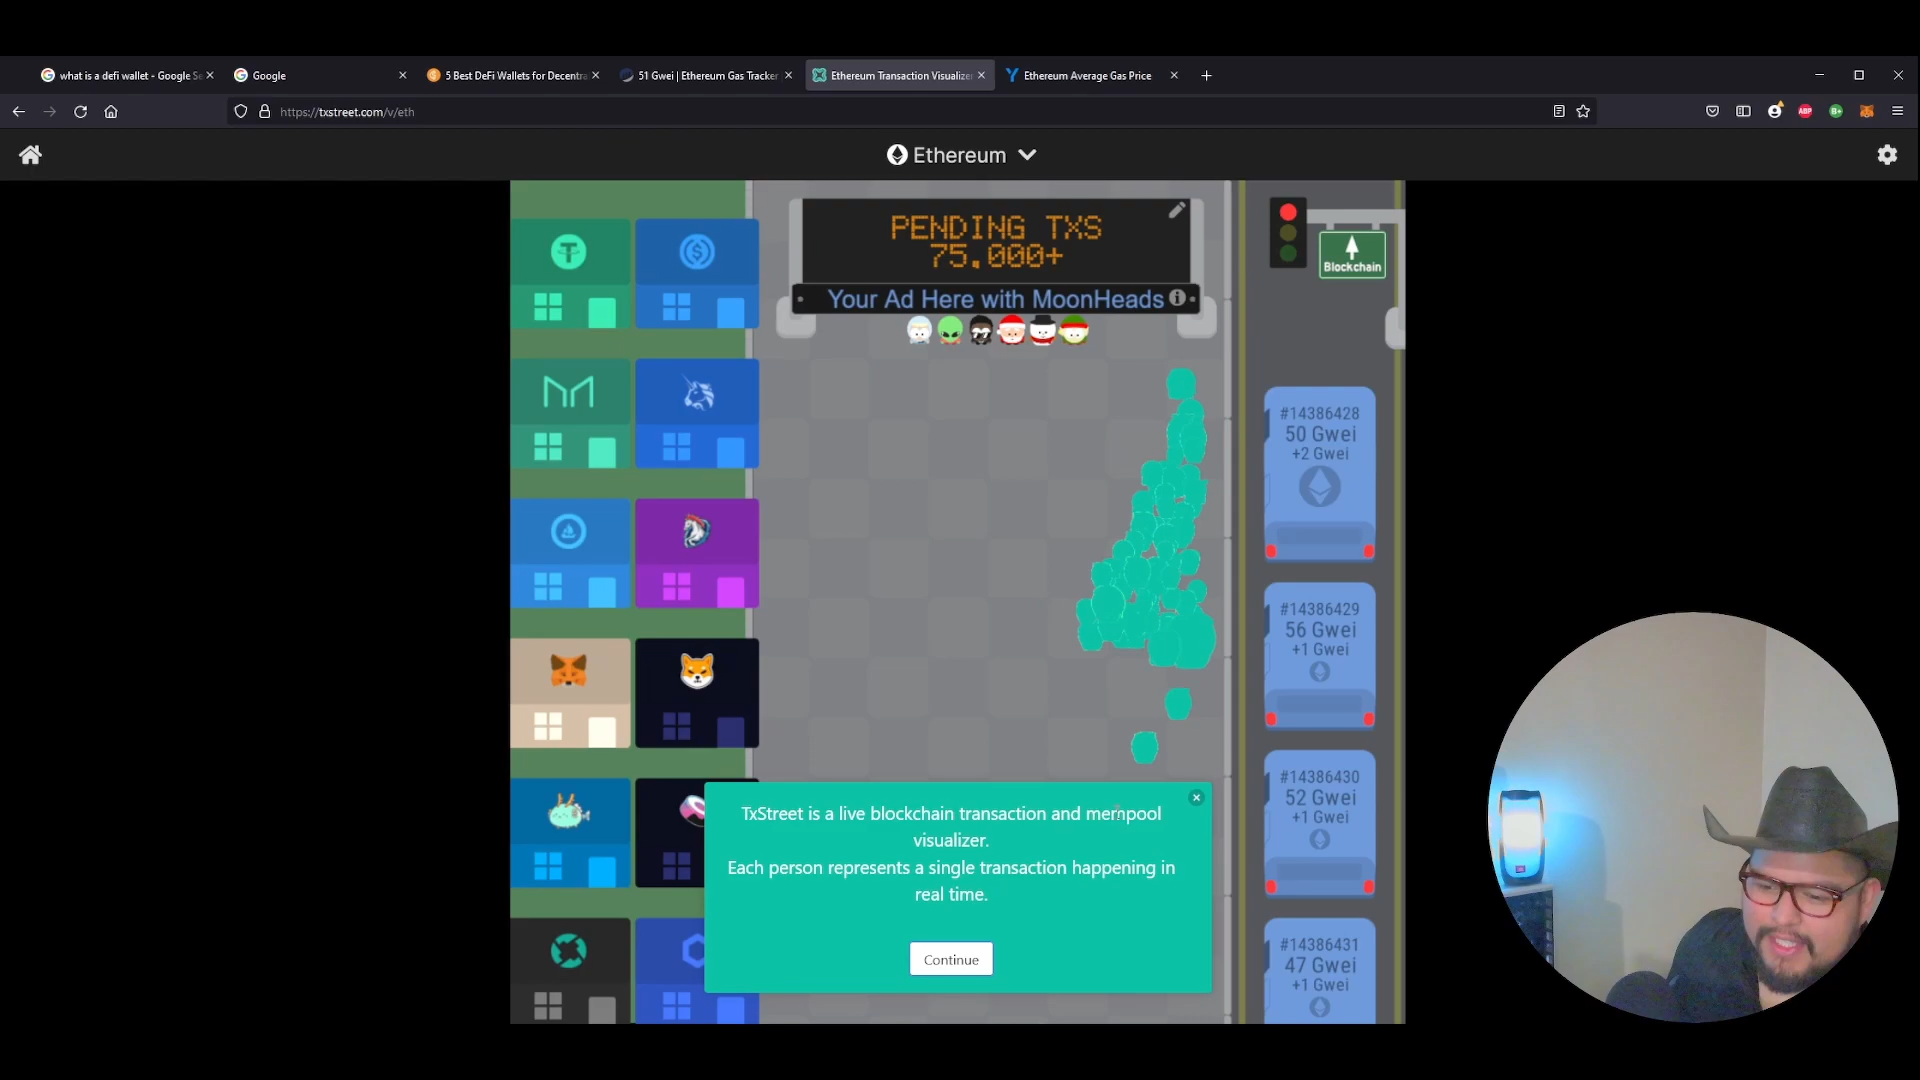 what is a defi wallet - Google Se
Google
5 Best DeFi Wallets for Decentra
51 Gwei | Ethereum Gas Tracker
Ethereum Transaction Visualize
Ethereum Average Gas Price
https://txstreet.com/v/eth
ABP
B+
Ethereum
PENDING TXS
75,000+
Your Ad Here with MoonHeads
Blockchain
#14386428
50 Gwei
+2 Gwei
#14386429
56 Gwei
+1 Gwei
#14386430
52 Gwei
+1 Gwei
#14386431
47 Gwei
+1 Gwei
TxStreet is a live blockchain transaction and mempool
visualizer.
Each person represents a single transaction happening in
real time.
Continue